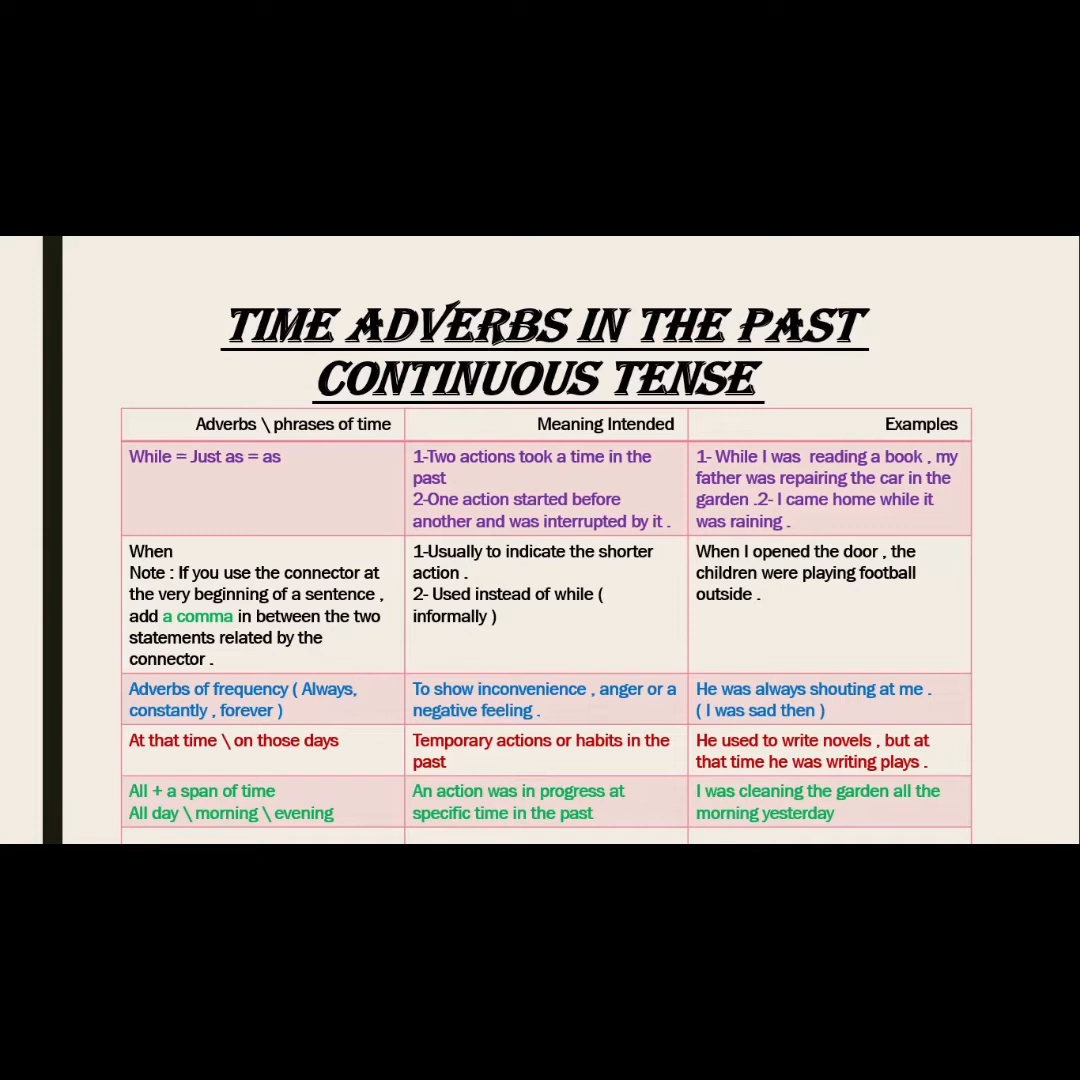 TIME ADVERBS IN THE PAST
CONTINUOUS TENSE
Adverbs \ phrases of time
Meaning Intended
Examples
While = Just as = as
1-Two actions took a time in the
past
2-One action started before
another and was interrupted by it .
1- While I was  reading a book , my
father was repairing the car in the
garden .2- I came home while it
was raining .
When
Note : If you use the connector at
the very beginning of a sentence ,
add a comma in between the two
statements related by the
connector .
1-Usually to indicate the shorter
action .
2- Used instead of while (
informally )
When I opened the door , the
children were playing football
outside .
Adverbs of frequency ( Always,
constantly , forever )
To show inconvenience , anger or a
negative feeling .
He was always shouting at me .
( I was sad then )
At that time \ on those days
Temporary actions or habits in the
past
He used to write novels , but at
that time he was writing plays .
All + a span of time
All day \ morning \ evening
An action was in progress at
specific time in the past
I was cleaning the garden all the
morning yesterday